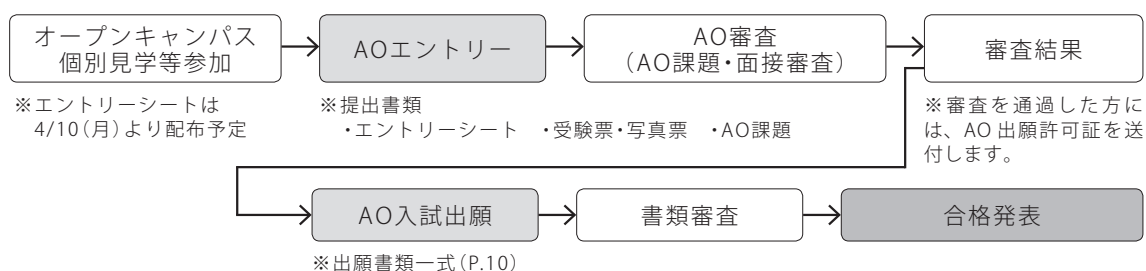 オープンキャンパス
個別見学等参加
AOエントリー
AO審査
（AO課題・面接審査）
審査結果
※エントリーシートは
4/10（月）より配布予定
※提出書類
・エントリーシート　・受験票・写真票　・AO課題
※審査を通過した方に
は、AO 出願許可証を送
付します。
AO入試出願
書類審査
合格発表
※出願書類一式（P.10）